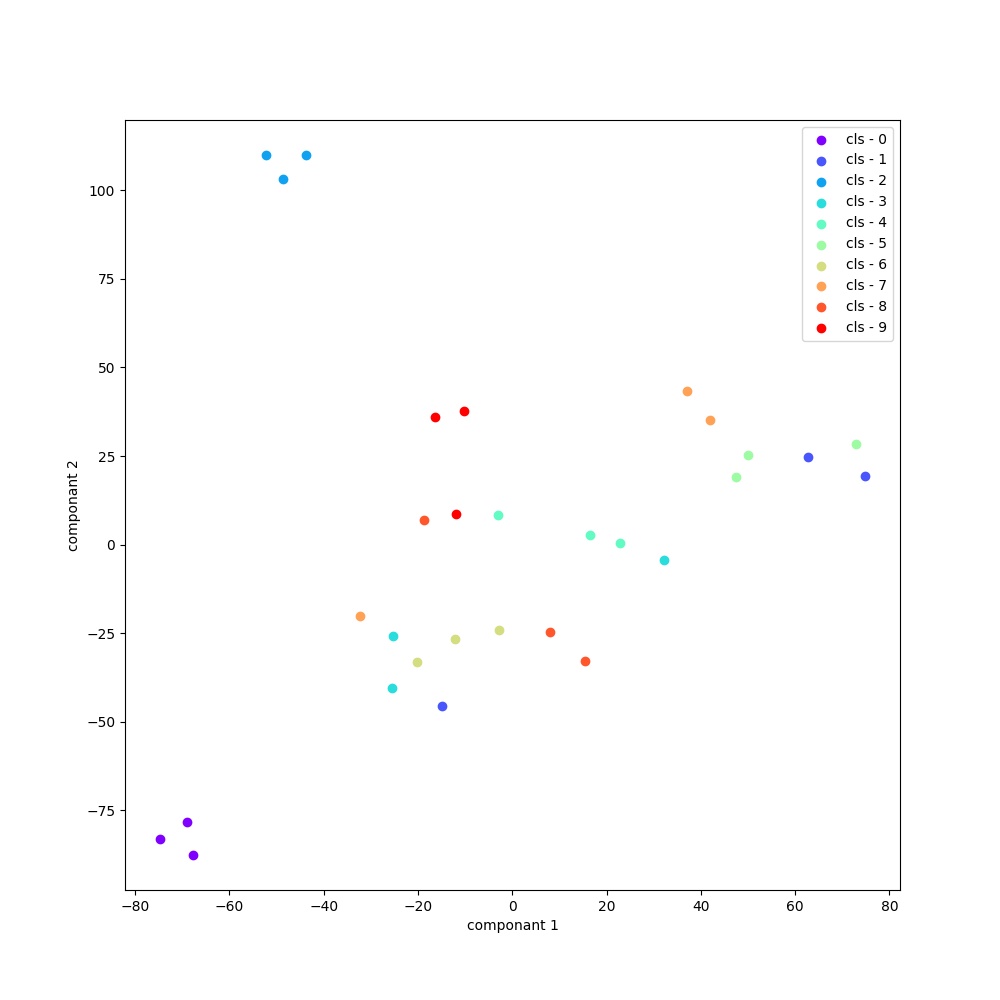 cls - 0
cls - 1
cls - 2
cls - 3
cls - 4
cls - 5
cls - 6
cls - 7
cls - 8
cls - 9
100
75
50
25
0
−25
−50
−75
componant 2
−80 −60 −40 −20 0 20 40 60 80
componant 1